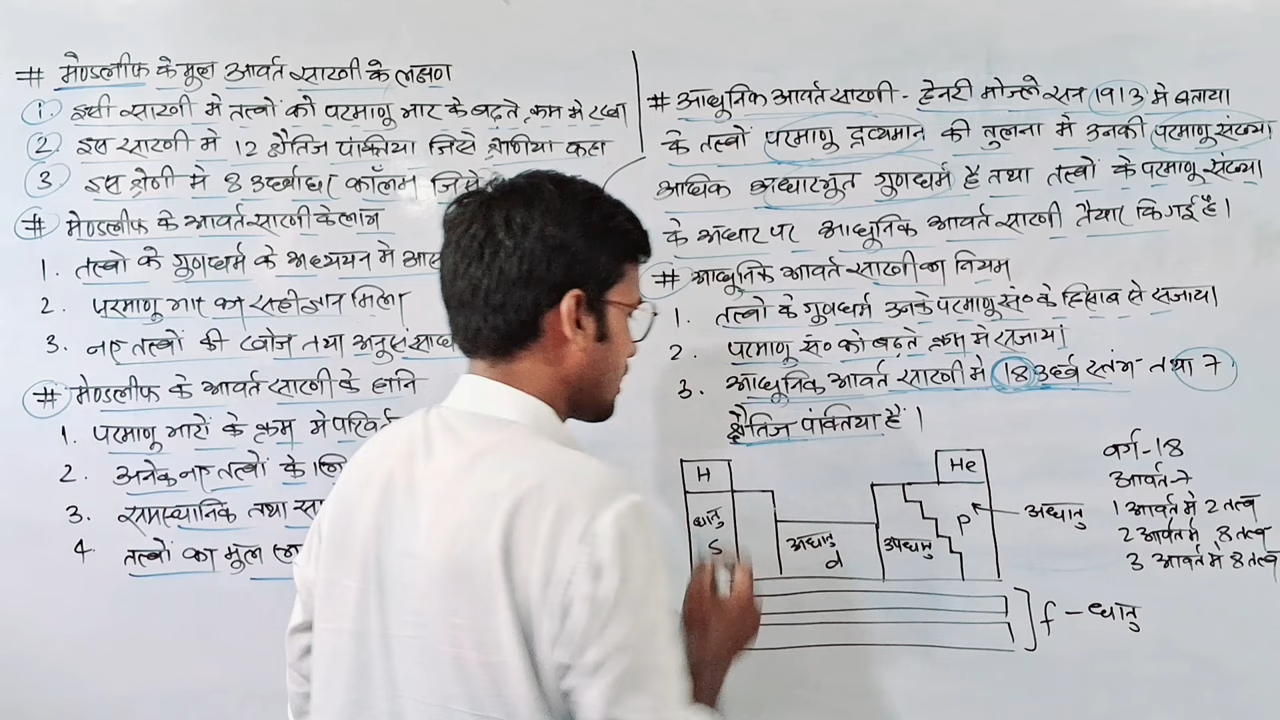 # मेण्डलीफ के मुल आवर्त सारणी के लक्षण
1. इसी सारणी मे तत्वों को परमाणु भार के बढ़ते क्रम मे रखा
2. इस सारणी मे 12 क्षैतिज पंक्तिया जिसे श्रेणिया कहा
3. इस श्रेणी मे 8 उर्ध्वाधर कॉलम जिसे
# मेण्डलीफ के आवर्त सारणी के लाभ
1. तत्वो के गुणधर्म के अध्ययन मे
2. परमाणु भार का सही ज्ञान मिला
3. नए तत्वों की खोज तथा
# मेण्डलीफ के आवर्त सारणी के हानि
1. परमाणु भारों के क्रम मे
2. अनेक नए तत्वों के
3. समस्थानिक तथा
4. तत्वों का मुल
# आधुनिक आवर्त सारणी - हेनरी मोज्ले सन 1913 मे बताया
के तत्वों परमाणु द्रव्यमान की तुलना मे उनकी परमाणु संख्या
अधिक अधारभूत गुणधर्म हैं तथा तत्वों के परमाणु संख्या
के अधार पर आधुनिक आवर्त सारणी तैयार कि गई है।
# आधुनिक आवर्त सारणी का नियम
1. तत्वो के गुणधर्म उनके परमाणु सं० के हिसाब से सजाय।
2. परमाणु सं० को बढ़ते क्रम मे सजाय।
3. आधुनिक आवर्त सारणी मे 18 उर्ध्व स्तंभ तथा 7
क्षैतिज पंक्तिया हैं।
H
He
धातु
S
अधातु
d
उपधातु
P
अधातु
f - धातु
वर्ग - 18
आवर्त - 7
1 आवर्त मे 2 तत्व
2 आर्वत मे 8 तत्व
3 आवर्त मे 8 तत्व